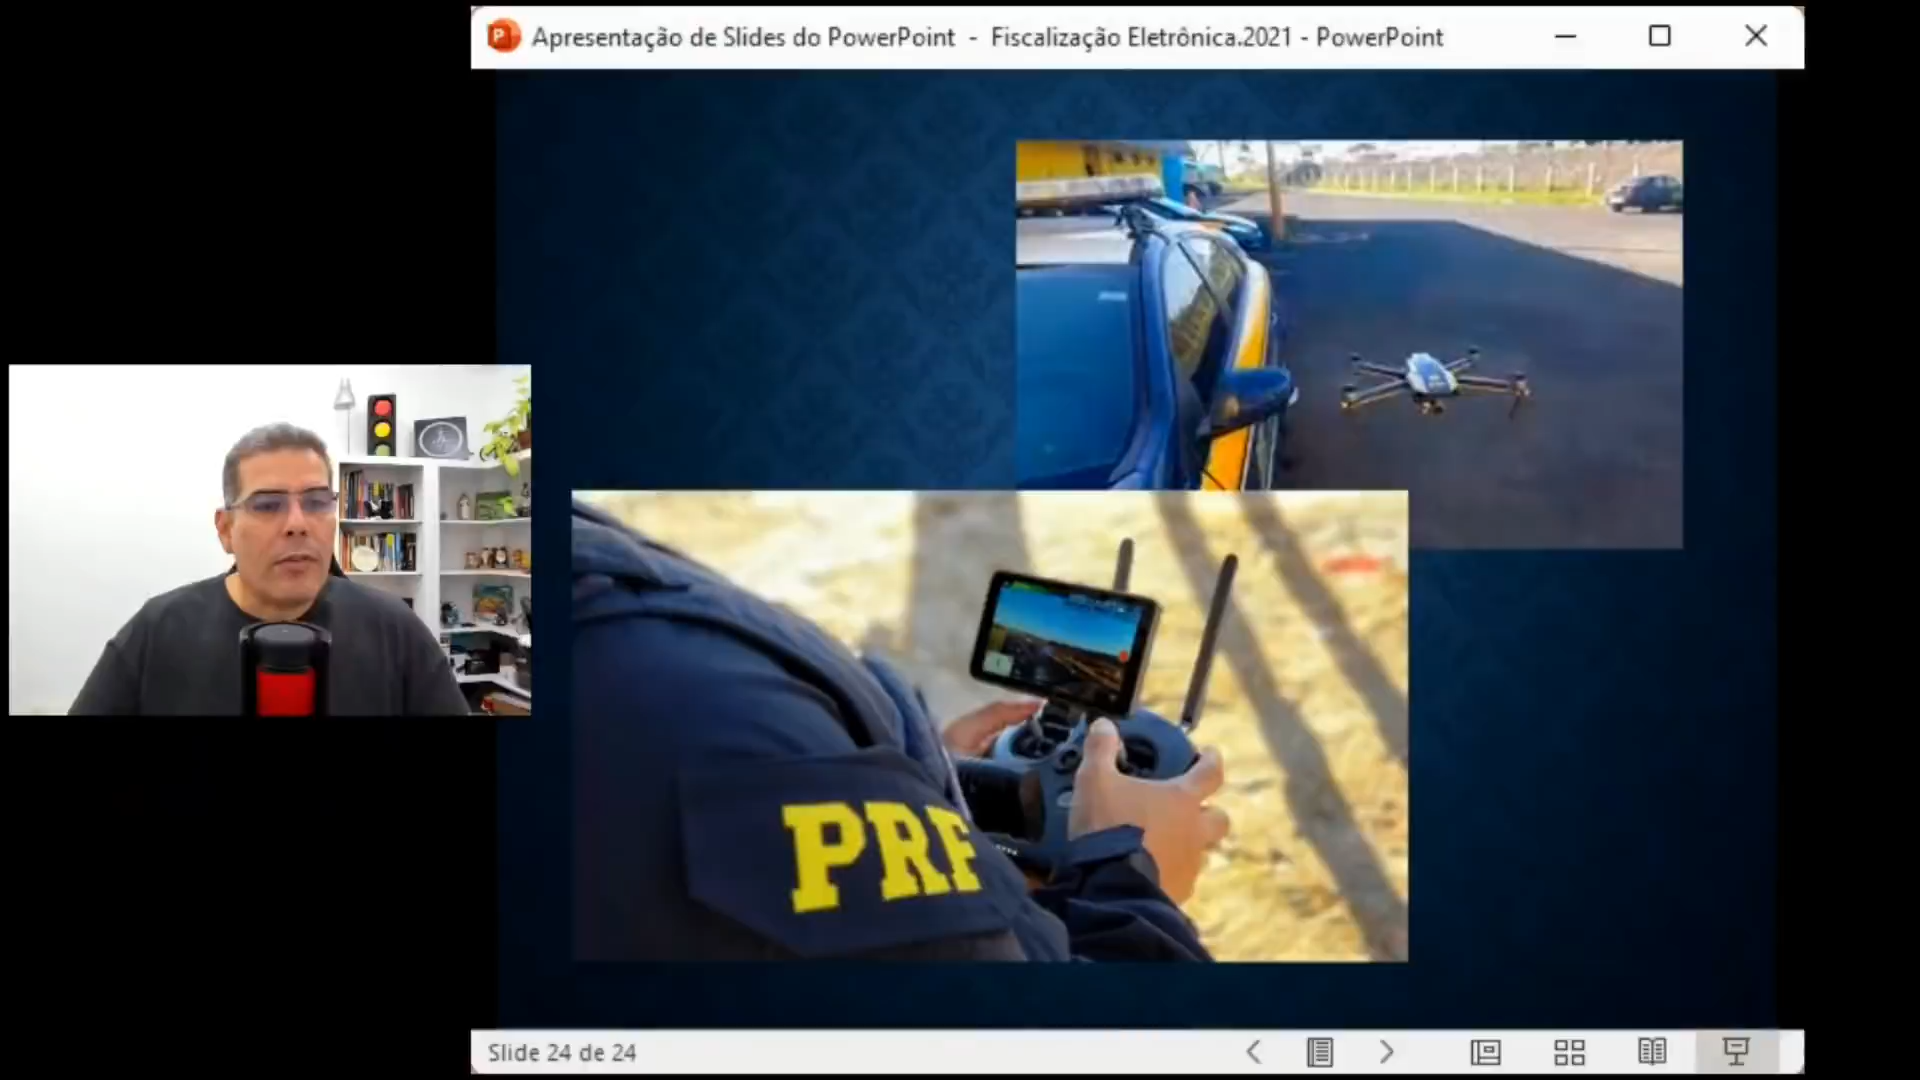 Apresentação de Slides do PowerPoint - Fiscalização Eletrônica.2021 - PowerPoint
PRF
Slide 24 de 24